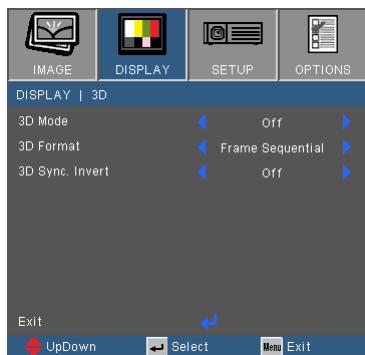 IMAGE DISPLAY SETUP OPTIONS
DISPLAY | 3D
3D Mode Off
3D Format Frame Sequential
3D Sync. Invert Off
Exit
UpDown Select Menu Exit